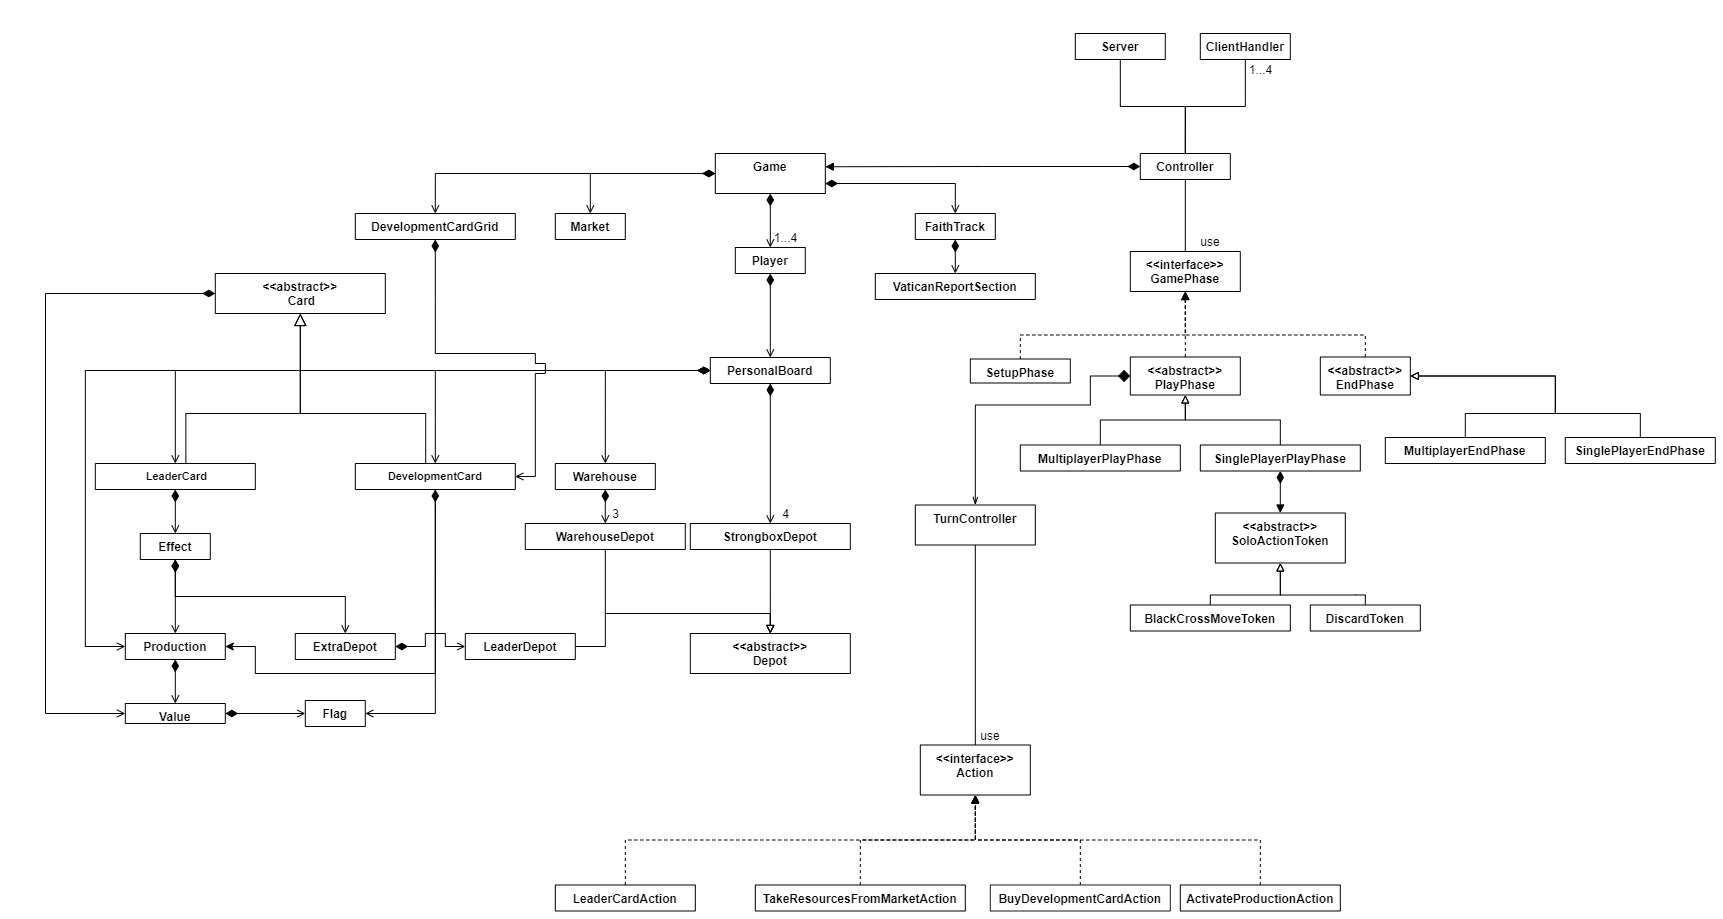 Server
ClientHandler
1...4
Game
Controller
DevelopmentCardGrid
Market
FaithTrack
1...4
use
Player
<<interface>>
GamePhase
<<abstract>>
Card
VaticanReportSection
PersonalBoard
SetupPhase
<<abstract>>
PlayPhase
<<abstract>>
EndPhase
MultiplayerPlayPhase
SinglePlayerPlayPhase
MultiplayerEndPhase
SinglePlayerEndPhase
LeaderCard
DevelopmentCard
Warehouse
3
4
TurnController
WarehouseDepot
StrongboxDepot
<<abstract>>
SoloActionToken
Effect
BlackCrossMoveToken
DiscardToken
Production
ExtraDepot
LeaderDepot
<<abstract>>
Depot
Value
Flag
use
<<interface>>
Action
LeaderCardAction
TakeResourcesFromMarketAction
BuyDevelopmentCardAction
ActivateProductionAction